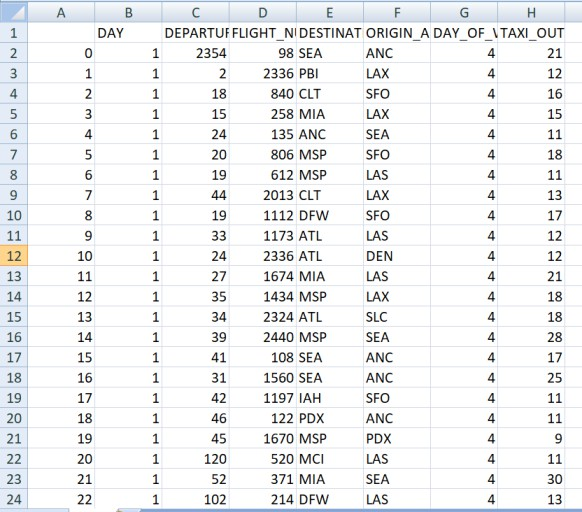 A B C D E F G H
1 DAY DEPARTUR FLIGHT_N DESTINAT ORIGIN_A DAY_OF_ TAXI_OUT
2 0 1 2354 98 SEA ANC 4 21
3 1 1 2 2336 PBI LAX 4 12
4 2 1 18 840 CLT SFO 4 16
5 3 1 15 258 MIA LAX 4 15
6 4 1 24 135 ANC SEA 4 11
7 5 1 20 806 MSP SFO 4 18
8 6 1 19 612 MSP LAS 4 11
9 7 1 44 2013 CLT LAX 4 13
10 8 1 19 1112 DFW SFO 4 17
11 9 1 33 1173 ATL LAS 4 12
12 10 1 24 2336 ATL DEN 4 12
13 11 1 27 1674 MIA LAS 4 21
14 12 1 35 1434 MSP LAX 4 18
15 13 1 34 2324 ATL SLC 4 18
16 14 1 39 2440 MSP SEA 4 28
17 15 1 41 108 SEA ANC 4 17
18 16 1 31 1560 SEA ANC 4 25
19 17 1 42 1197 IAH SFO 4 11
20 18 1 46 122 PDX ANC 4 11
21 19 1 45 1670 MSP PDX 4 9
22 20 1 120 520 MCI LAS 4 11
23 21 1 52 371 MIA SEA 4 30
24 22 1 102 214 DFW LAS 4 13